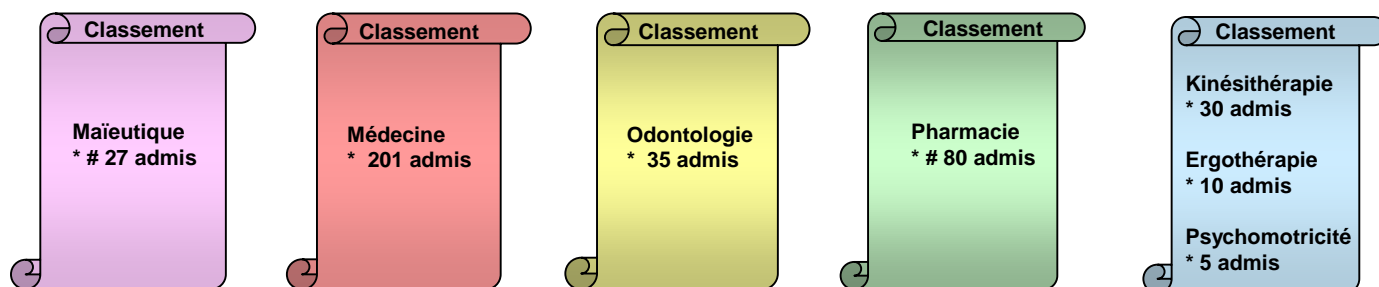 Classement
Maïeutique
* # 27 admis
Classement
Médecine
* 201 admis
Classement
Odontologie
* 35 admis
Classement
Pharmacie
* # 80 admis
Classement
Kinésithérapie
* 30 admis
Ergothérapie
* 10 admis
Psychomotricité
* 5 admis